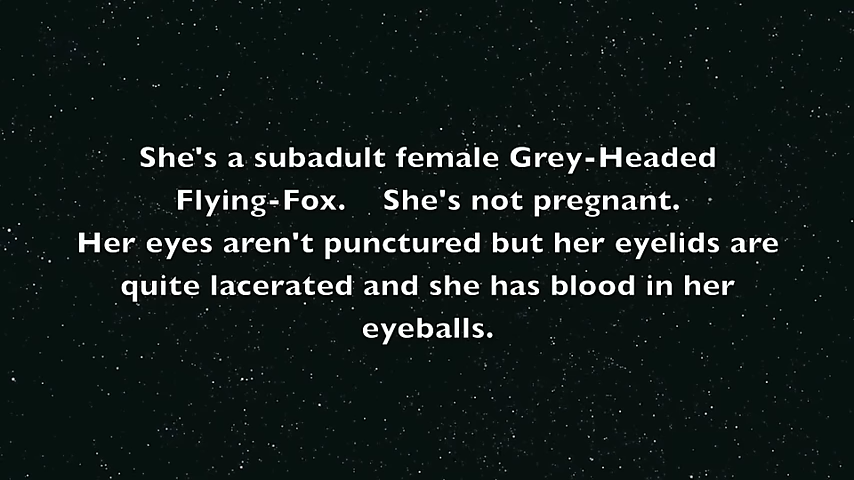 She's a subadult female Grey-Headed
Flying-Fox. She's not pregnant.
Her eyes aren't punctured but her eyelids are
quite lacerated and she has blood in her
eyeballs.